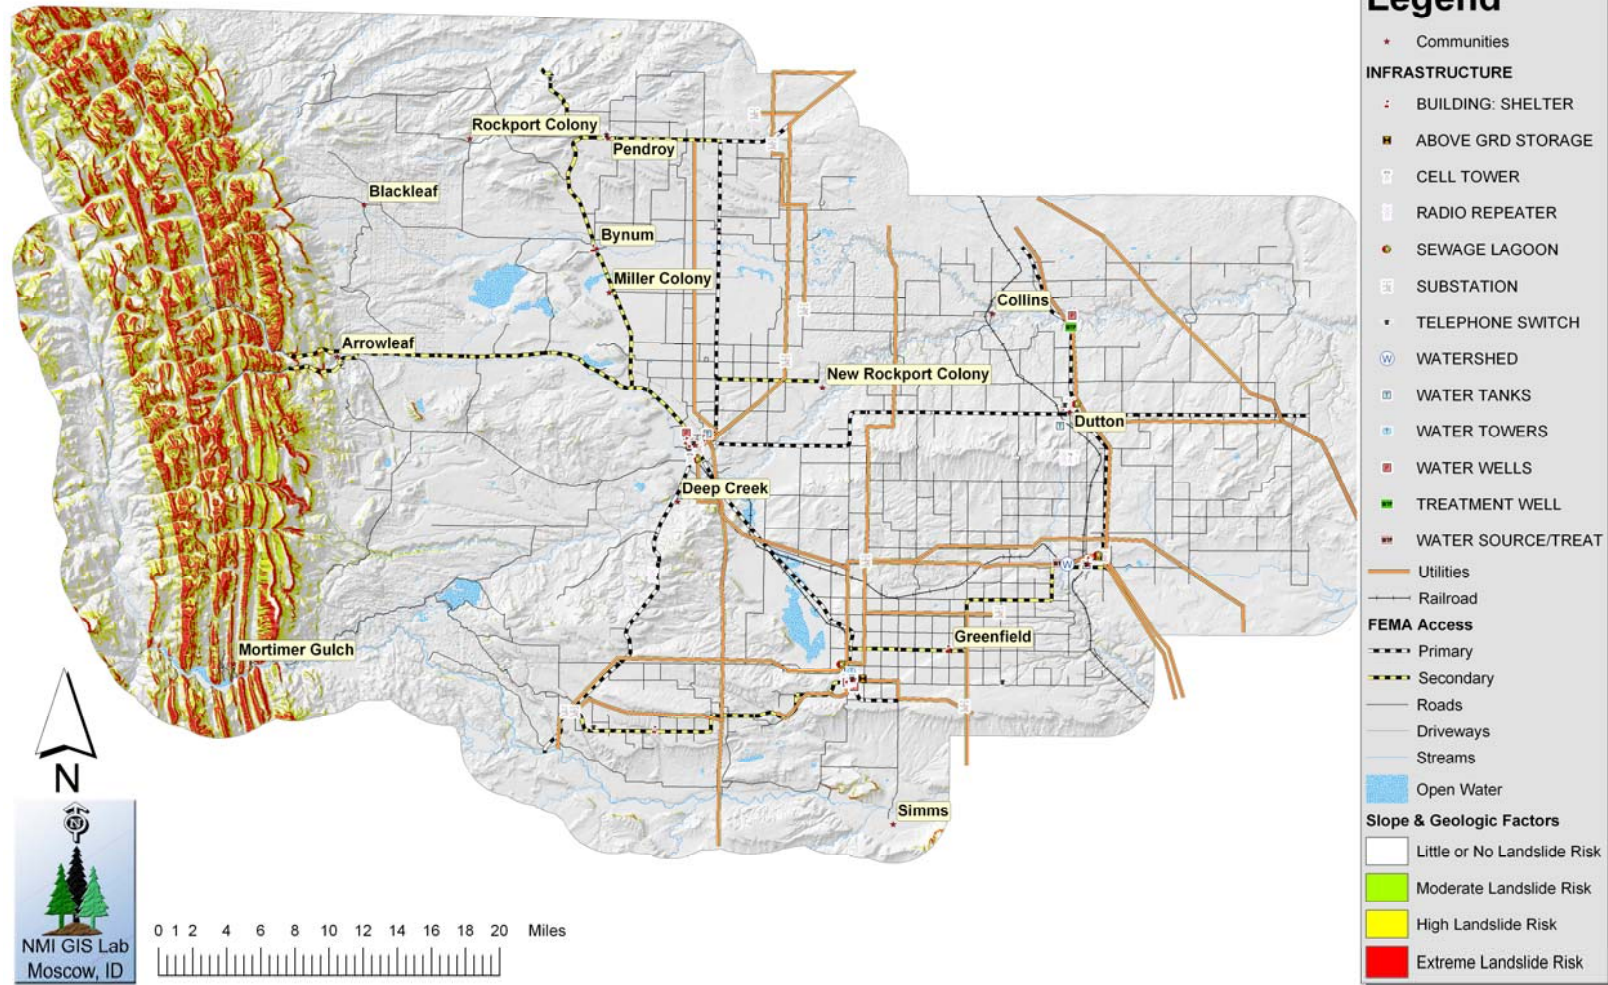 Legend
Communities
INFRASTRUCTURE
BUILDING: SHELTER
ABOVE GRD STORAGE
CELL TOWER
RADIO REPEATER
SEWAGE LAGOON
SUBSTATION
TELEPHONE SWITCH
W WATERSHED
T WATER TANKS
WATER TOWERS
WATER WELLS
TREATMENT WELL
WATER SOURCE/TREAT
Utilities
Railroad
FEMA Access
Primary
Secondary
Roads
Driveways
Streams
Open Water
Slope & Geologic Factors
Little or No Landslide Risk
Moderate Landslide Risk
High Landslide Risk
Extreme Landslide Risk
Rockport Colony
Pendroy
Blackleaf
Bynum
Miller Colony
Collins
Arrowleaf
New Rockport Colony
Dutton
Deep Creek
W
Greenfield
Mortimer Gulch
Simms
N
N
NMI GIS Lab
Moscow, ID
0 1 2 4 6 8 10 12 14 16 18 20 Miles